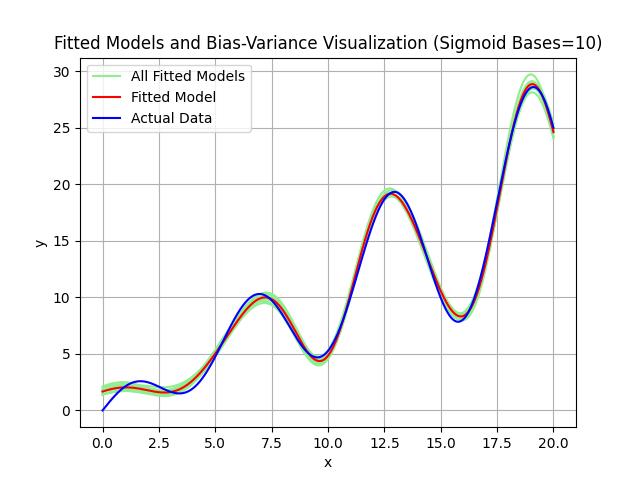 Fitted Models and Bias-Variance Visualization (Sigmoid Bases=10)
All Fitted Models
Fitted Model
Actual Data
30
25
20
15
10
5
0
y
0.0 2.5 5.0 7.5 10.0 12.5 15.0 17.5 20.0
x